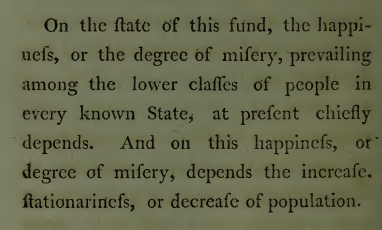 On the ſtate of this fund, the happi-
neſs, or the degree of miſery, prevailing
among the lower claſſes of people in
every known State, at preſent chiefly
depends. And on this happineſs, or
degree of miſery, depends the increaſe.
ſtationarineſs, or decreaſe of population.